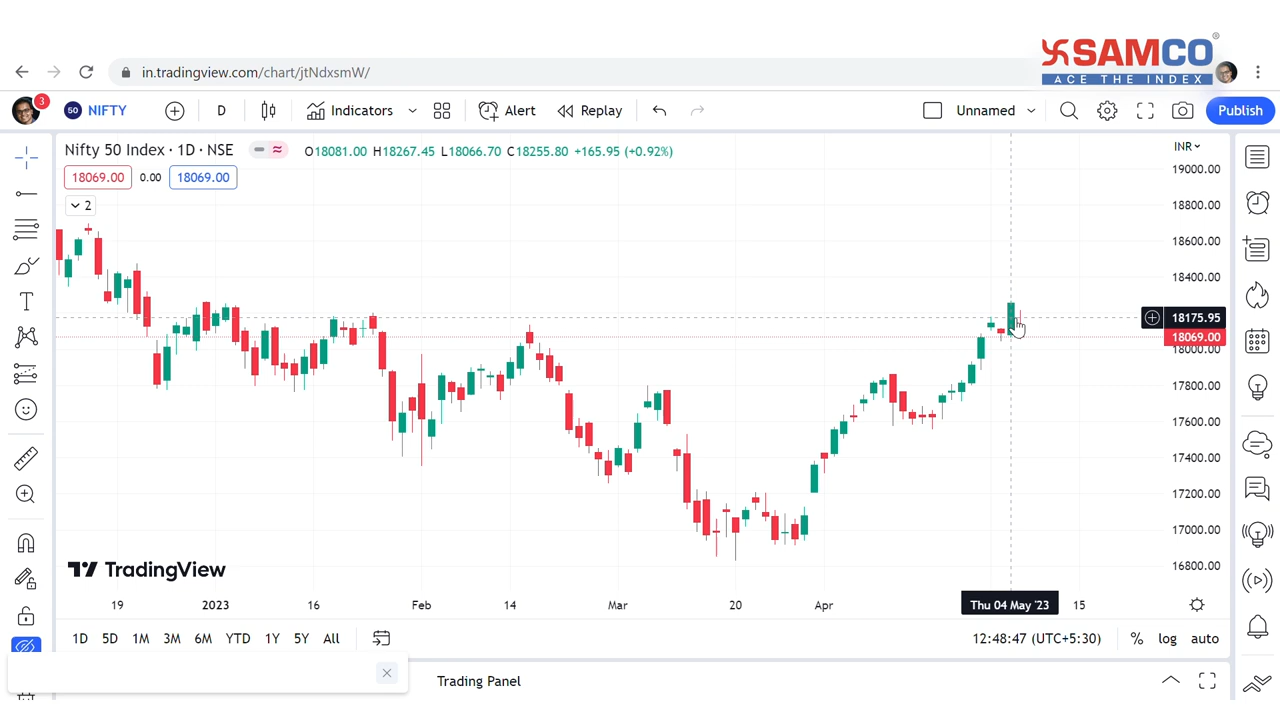 SAMCO
®
ACE THE INDEX
in.tradingview.com/chart/jtNdxsmW/
3
50 NIFTY D Indicators Alert Replay Unnamed Publish
Nifty 50 Index · 1D · NSE O18081.00 H18267.45 L18066.70 C18255.80 +165.95 (+0.92%)
INR
18069.00 0.00 18069.00
2
19000.00
18800.00
18600.00
18400.00
18175.95
18069.00
18000.00
17800.00
17600.00
17400.00
17200.00
17000.00
16800.00
TradingView
19 2023 16 Feb 14 Mar 20 Apr Thu 04 May '23 15
1D 5D 1M 3M 6M YTD 1Y 5Y All 12:48:47 (UTC+5:30) % log auto
Trading Panel